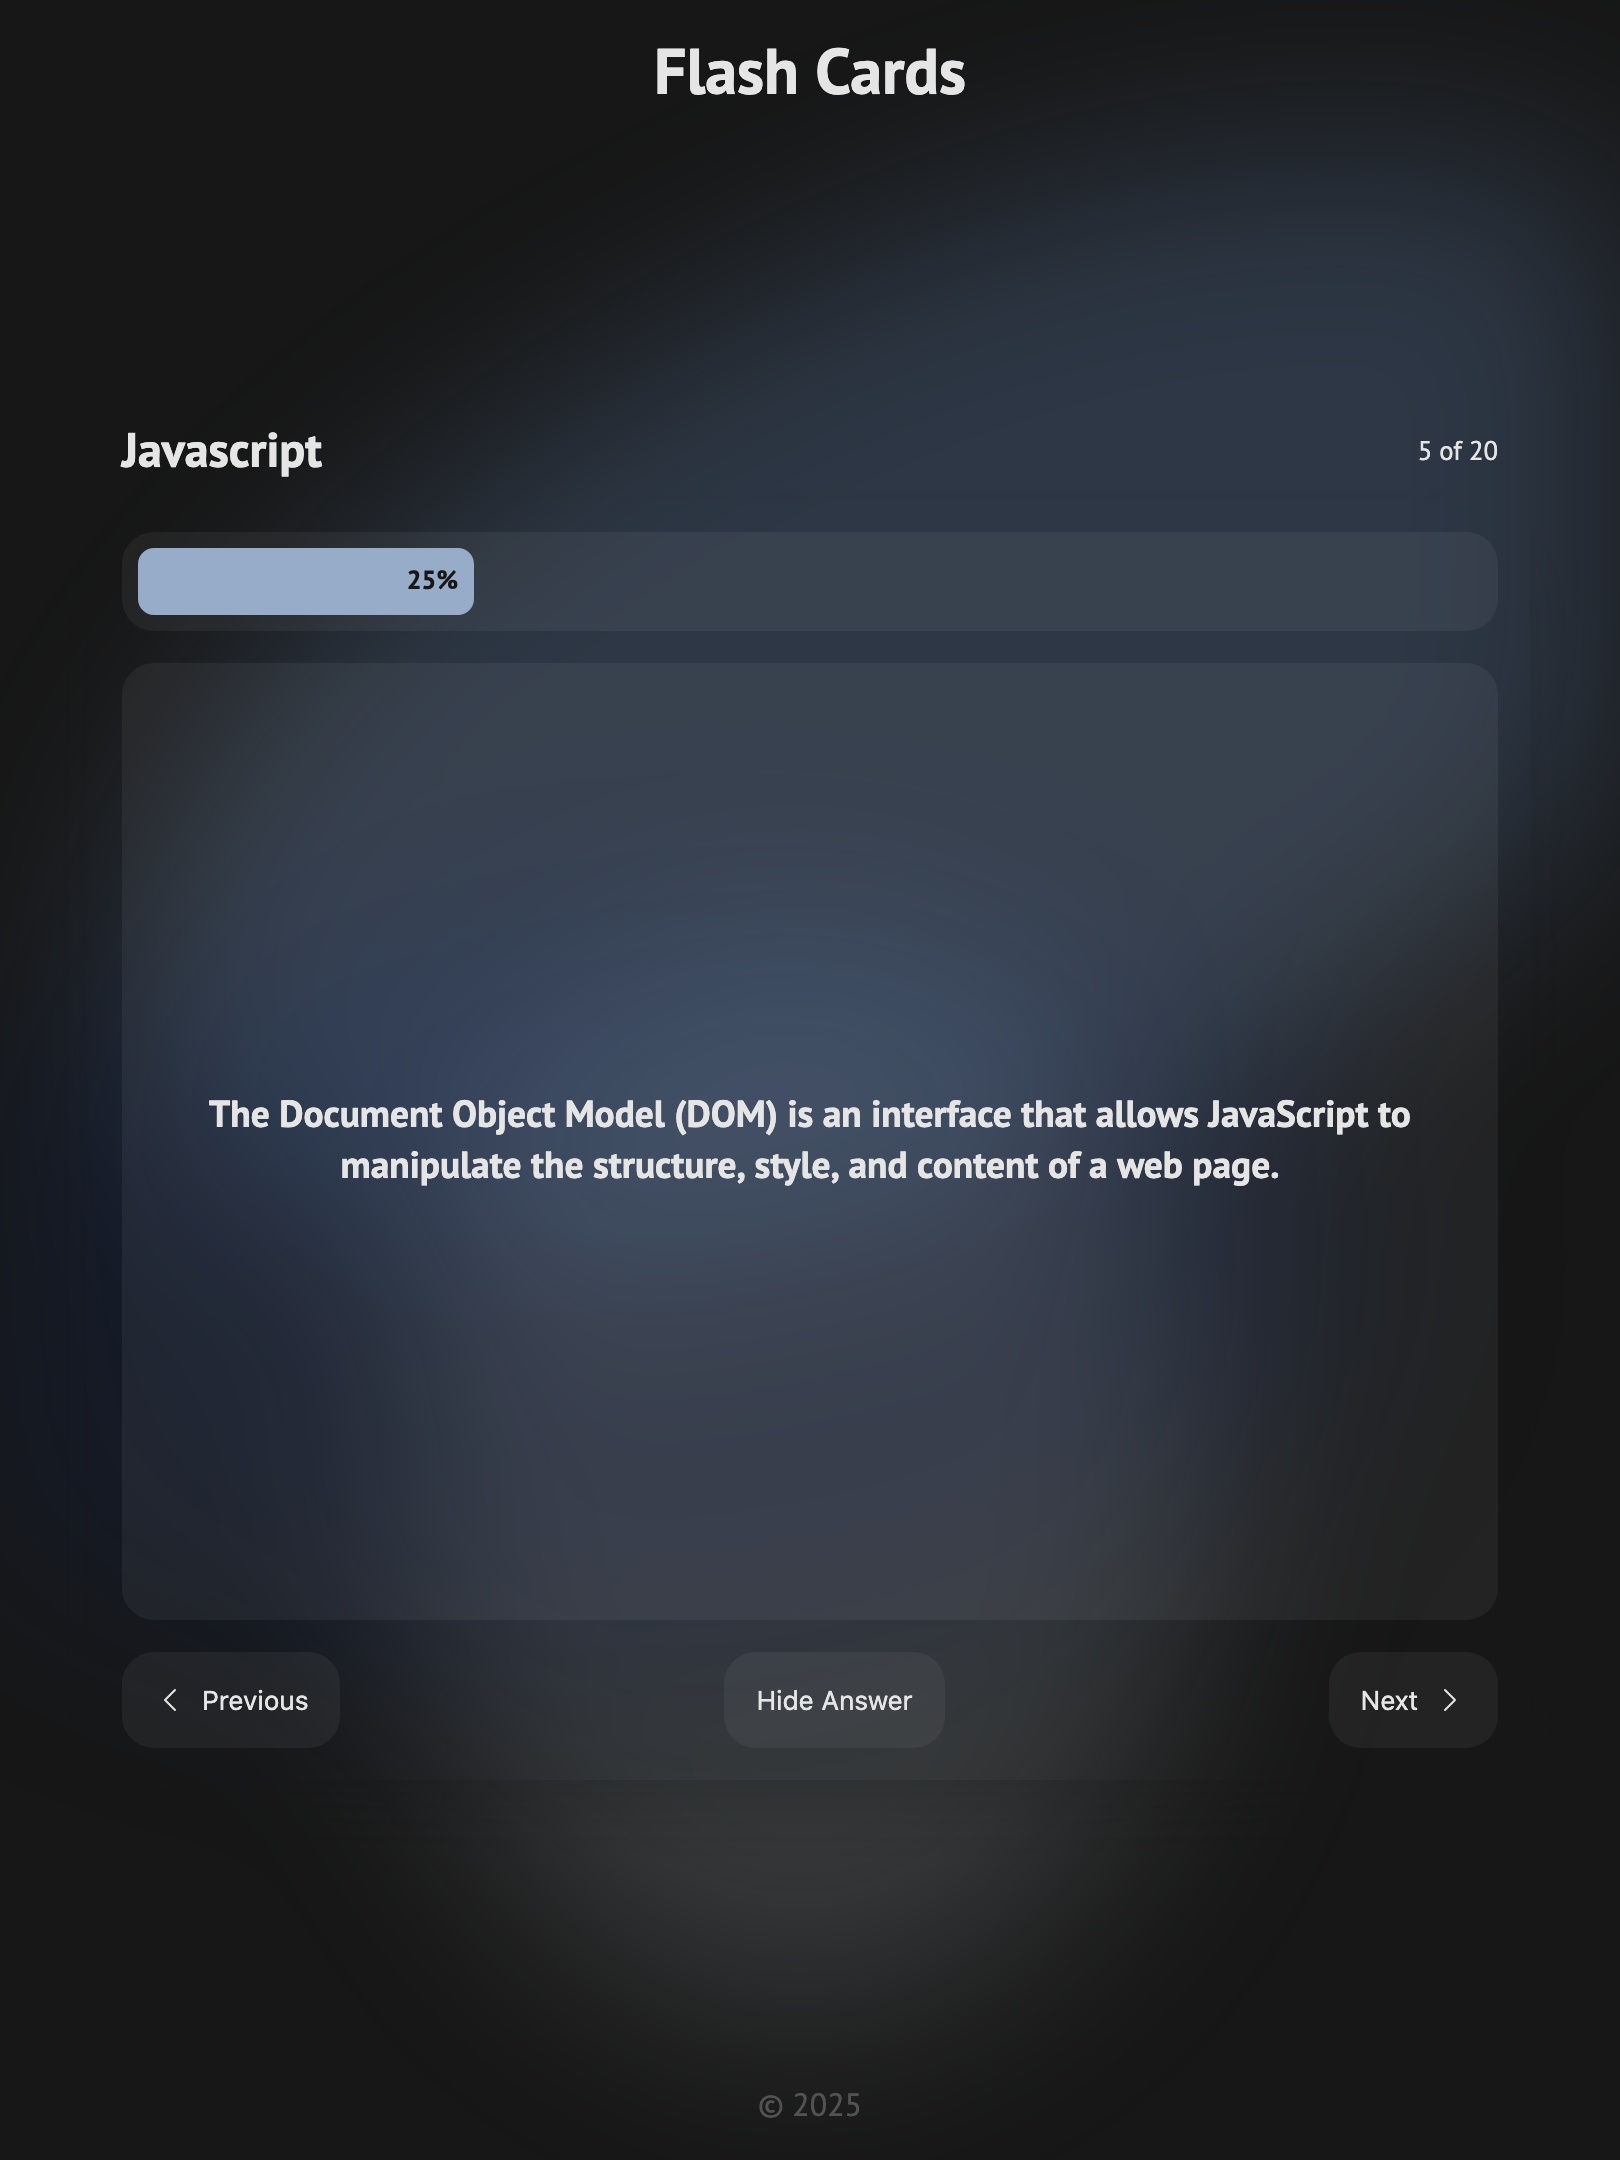 Flash Cards
Javascript
5 of 20
25%
The Document Object Model (DOM) is an interface that allows JavaScript to
manipulate the structure, style, and content of a web page.
Previous
Hide Answer
Next
© 2025